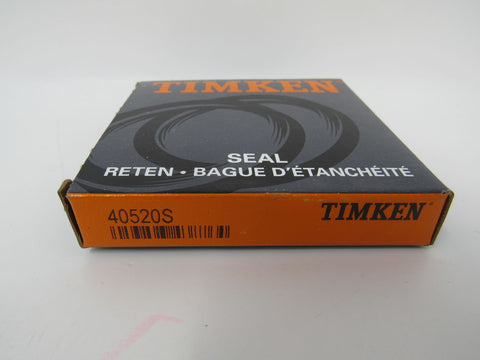 TIMKEN
SEAL
RETEN • BAGUE D'ÉTANCHÉITÉ
40520S
TIMKEN